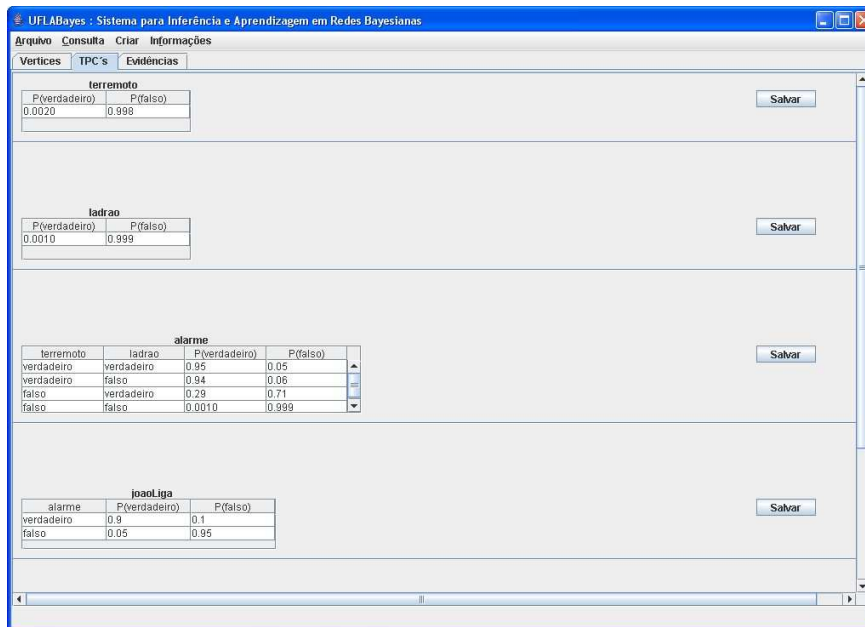 UFLABayes : Sistema para Inferência e Aprendizagem em Redes Bayesianas
Arquivo Consulta Criar Informações
Vertices TPC´s Evidências
terremoto
P(verdadeiro) P(falso)
0.0020 0.998
Salvar
ladrao
P(verdadeiro) P(falso)
0.0010 0.999
Salvar
alarme
terremoto ladrao P(verdadeiro) P(falso)
verdadeiro verdadeiro 0.95 0.05
verdadeiro falso 0.94 0.06
falso verdadeiro 0.29 0.71
falso falso 0.0010 0.999
Salvar
joaoLiga
alarme P(verdadeiro) P(falso)
verdadeiro 0.9 0.1
falso 0.05 0.95
Salvar